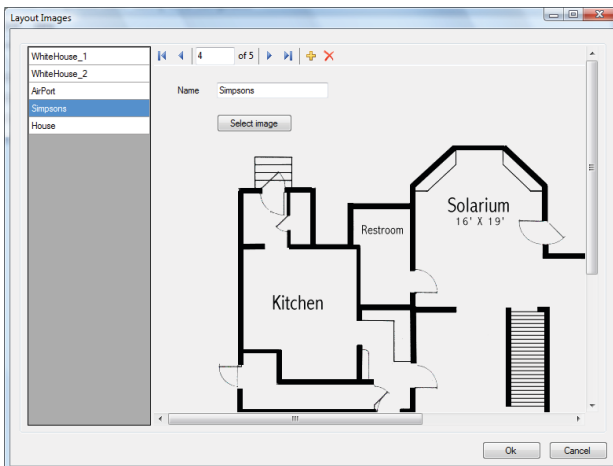 Layout Images
WhiteHouse_1
WhiteHouse_2
AirPort
Simpsons
House
4 of 5
Name Simpsons
Select image
Solarium
16' X 19'
Restroom
Kitchen
Ok Cancel